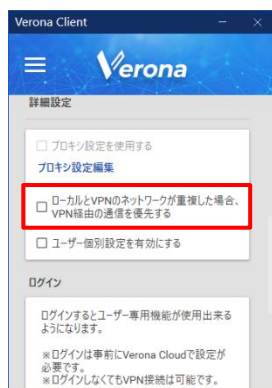 Verona Client
Verona
詳細設定
プロキシ設定を使用する
プロキシ設定編集
ローカルとVPNのネットワークが重複した場合、
VPN経由の通信を優先する
ユーザー個別設定を有効にする
ログイン
ログインするとユーザー専用機能が使用出来る
ようになります。
※ログインは事前にVerona Cloudで設定が
必要です。
※ログインしなくてもVPN接続は可能です。